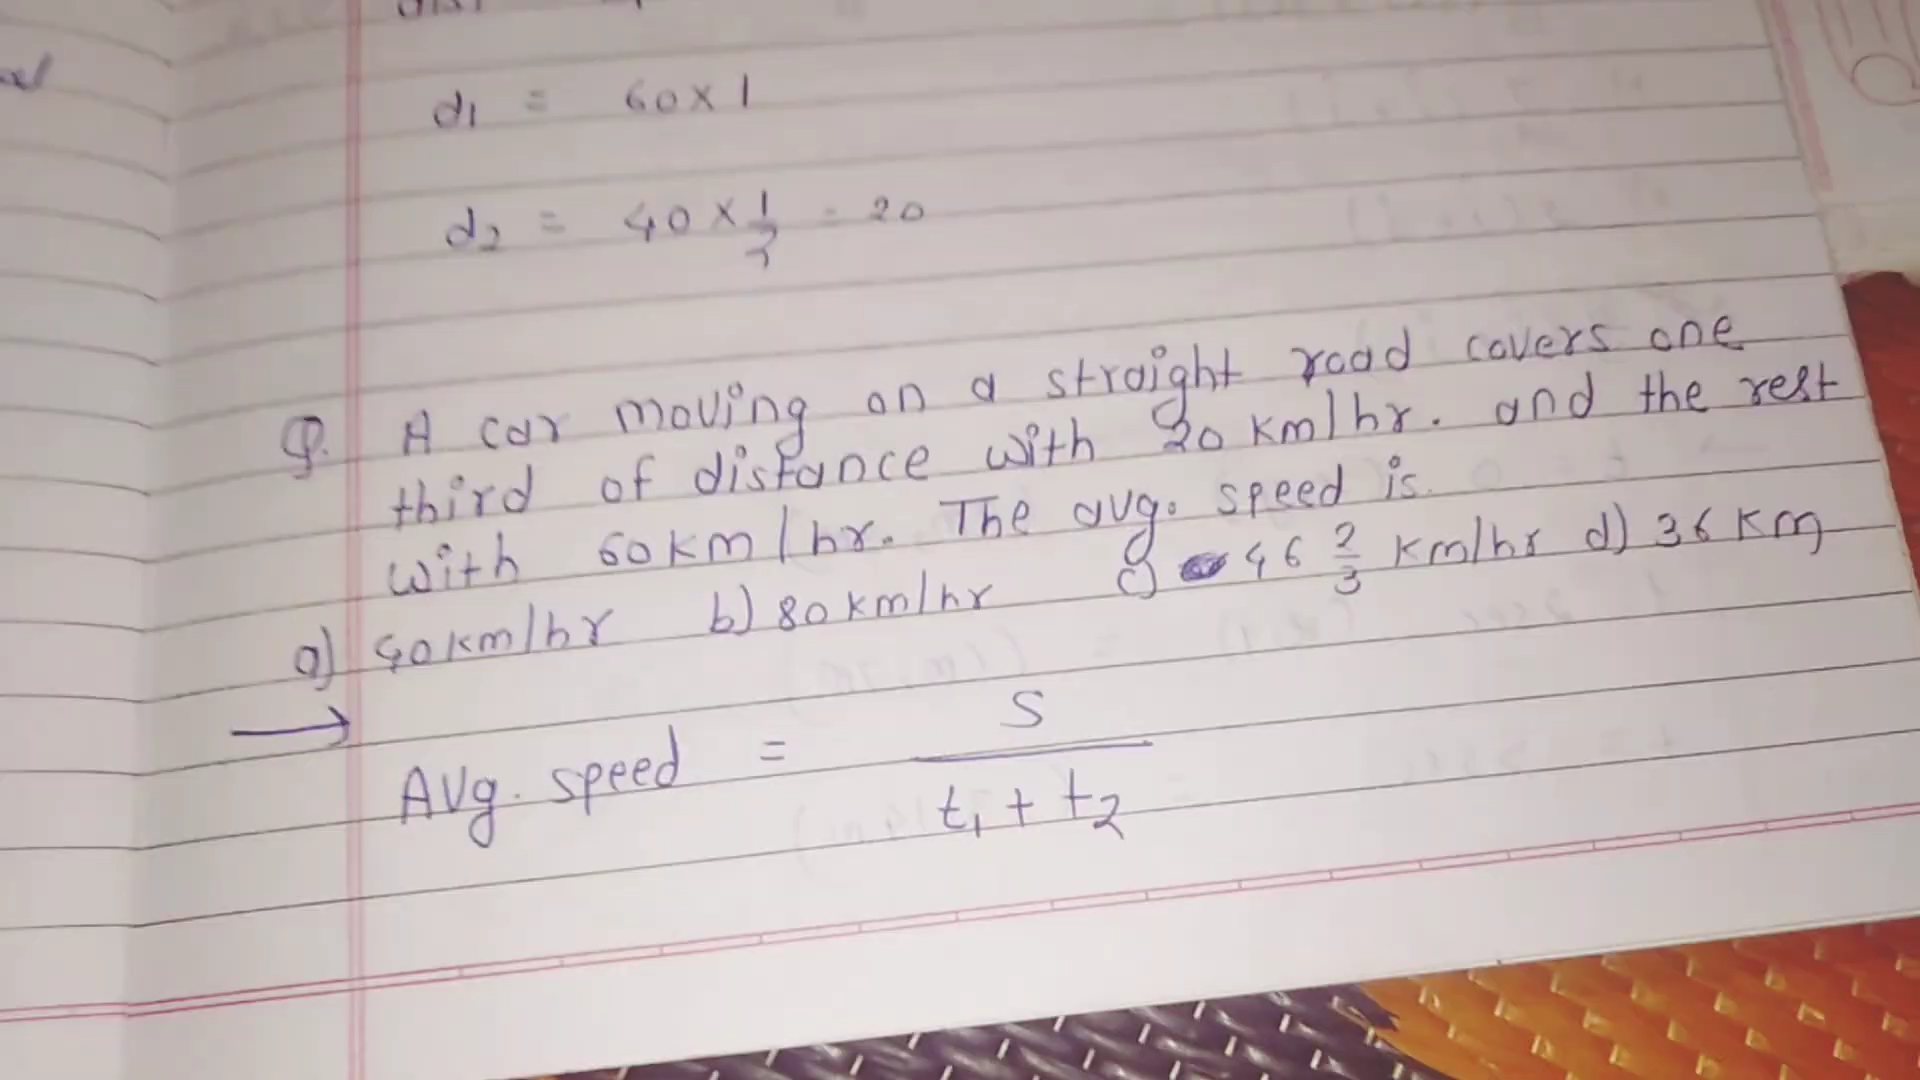 d1 = 60 x 1
d2 = 40 x 1/2 = 20
Q. A car moving on a straight road covers one
third of distance with 20 km/hr. and the rest
with 60 km/hr. The avg. speed is.
a) 40 km/hr b) 80 km/hr c) 46 2/3 km/hr d) 36 km
→ Avg. speed = S / t1 + t2